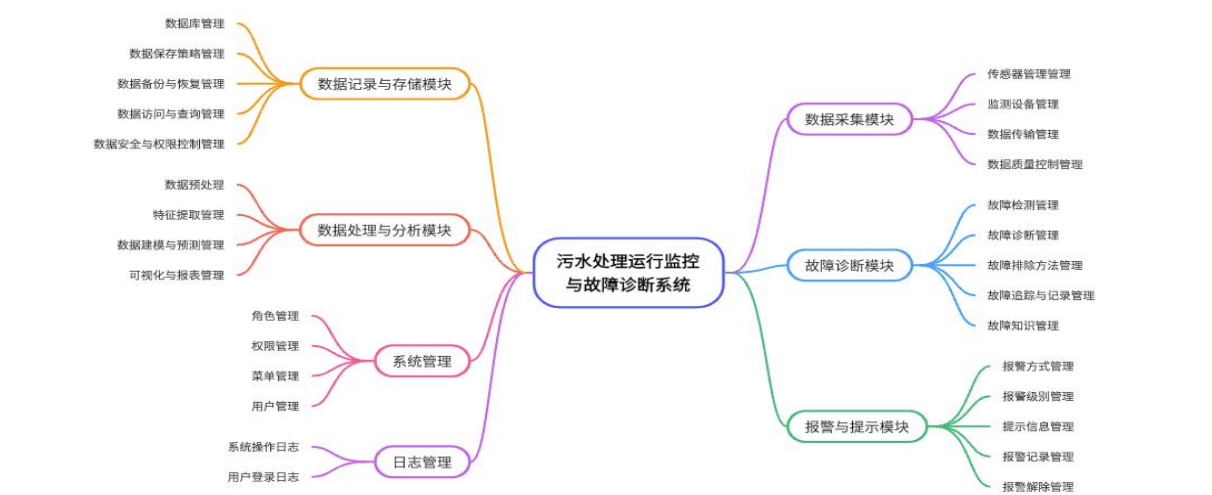 污水处理运行监控
与故障诊断系统
数据记录与存储模块
数据库管理
数据保存策略管理
数据备份与恢复管理
数据访问与查询管理
数据安全与权限控制管理
数据处理与分析模块
数据预处理
特征提取管理
数据建模与预测管理
可视化与报表管理
系统管理
角色管理
权限管理
菜单管理
用户管理
日志管理
系统操作日志
用户登录日志
数据采集模块
传感器管理管理
监测设备管理
数据传输管理
数据质量控制管理
故障诊断模块
故障检测管理
故障诊断管理
故障排除方法管理
故障追踪与记录管理
故障知识管理
报警与提示模块
报警方式管理
报警级别管理
提示信息管理
报警记录管理
报警解除管理